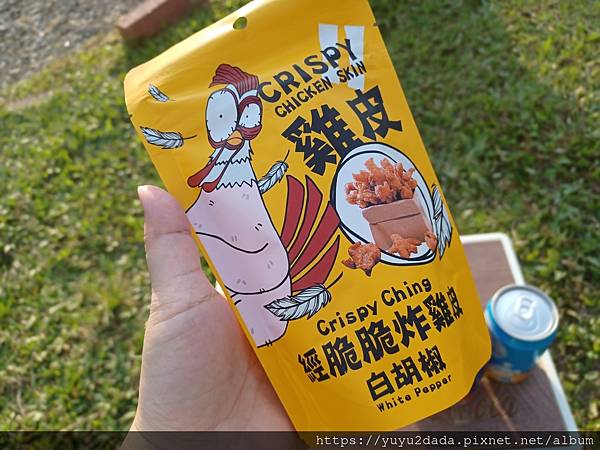 CRISPY
CHICKEN SKIN
雞皮
Crispy Ching
經脆脆炸雞皮
白胡椒
White Pepper
https://yuyu2dada.pixnet.net/album